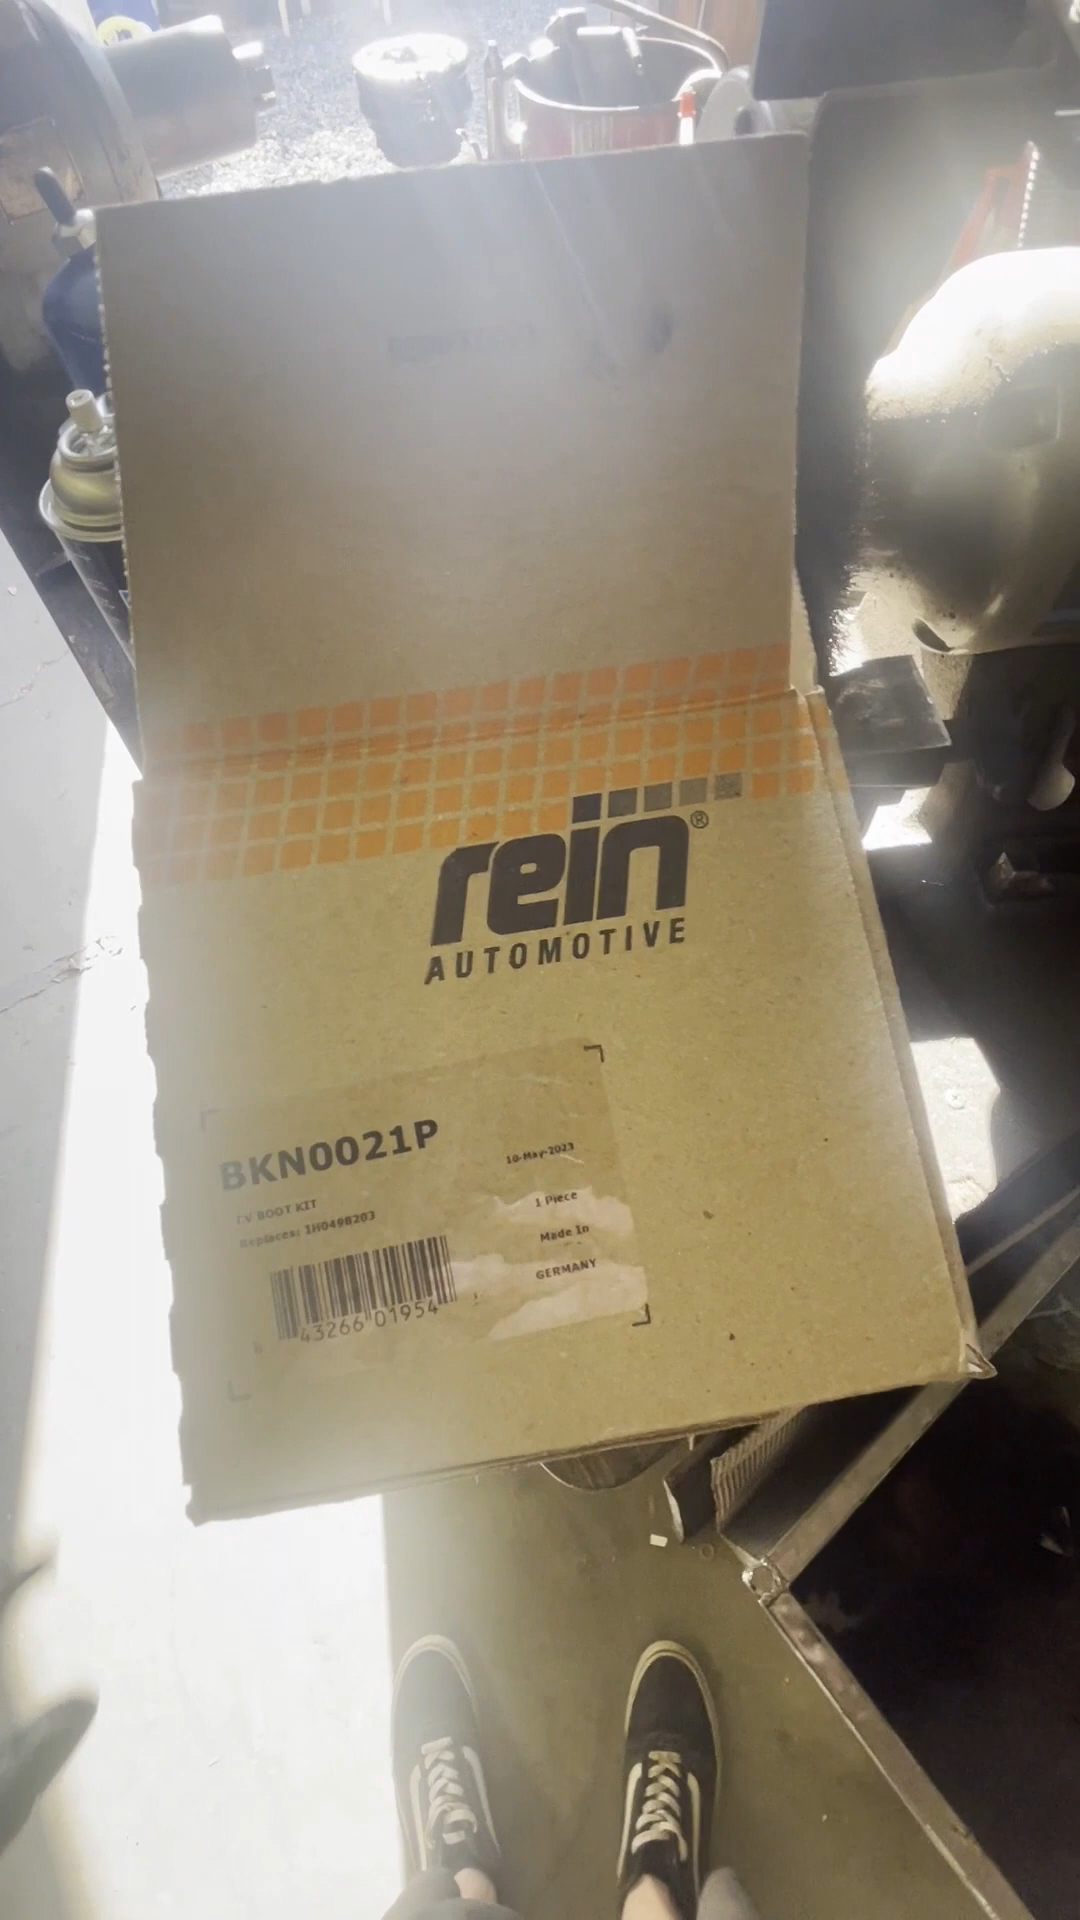 rein®
AUTOMOTIVE
BKN0021P
10-May-2023
CV BOOT KIT
1 Piece
Replaces: 1H0498203
Made In
GERMANY
43266 01954